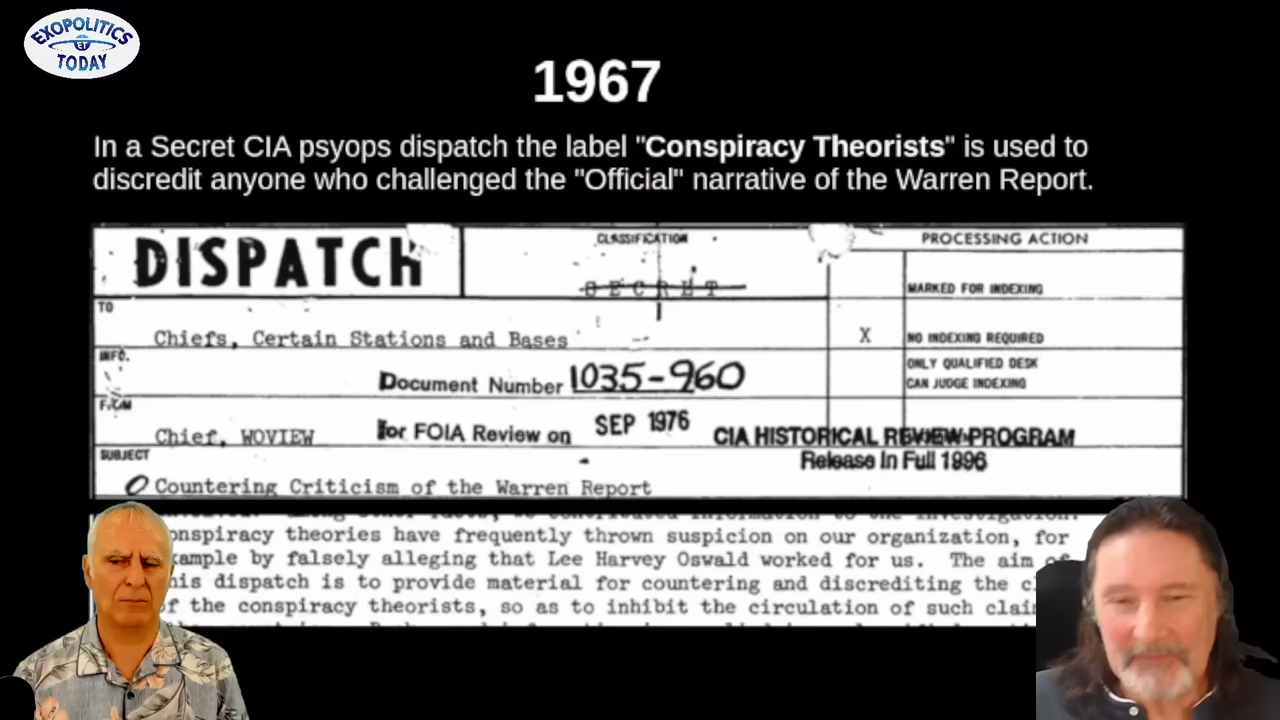 EXOPOLITICS
ET
TODAY
1967
In a Secret CIA psyops dispatch the label "Conspiracy Theorists" is used to
discredit anyone who challenged the "Official" narrative of the Warren Report.
DISPATCH
CLASSIFICATION
SECRET
PROCESSING ACTION
MARKED FOR INDEXING
TO
Chiefs, Certain Stations and Bases
X
NO INDEXING REQUIRED
INFO.
Document Number 1035-960
ONLY QUALIFIED DESK
CAN JUDGE INDEXING
FROM
Chief, WOVIEW
for FOIA Review on SEP 1976
CIA HISTORICAL REVIEW PROGRAM
Release In Full 1996
SUBJECT
Countering Criticism of the Warren Report
onspiracy theories have frequently thrown suspicion on our organization, for
xample by falsely alleging that Lee Harvey Oswald worked for us. The aim of
his dispatch is to provide material for countering and discrediting the cl
f the conspiracy theorists, so as to inhibit the circulation of such claim